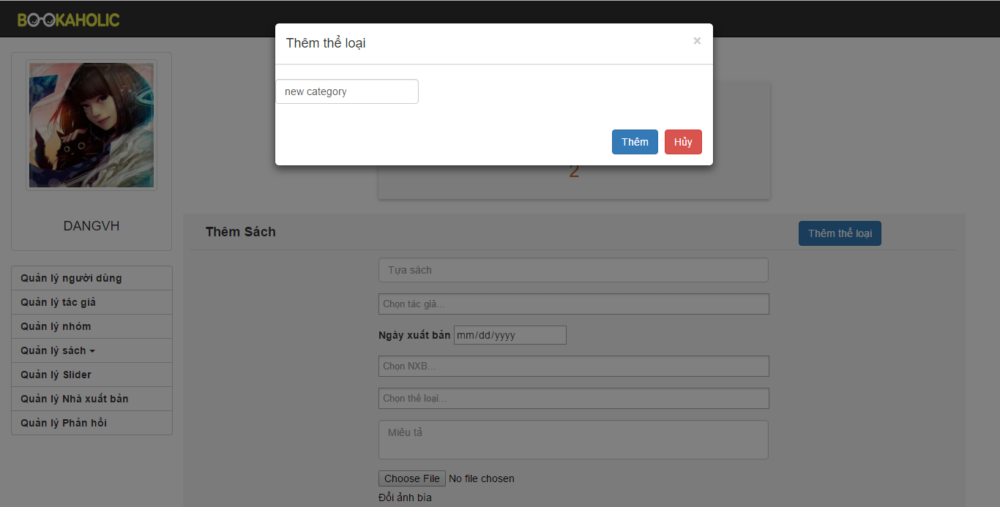 BOOKAHOLIC
Thêm thể loại
×
new category
Thêm
Hủy
2
DANGVH
Quản lý người dùng
Quản lý tác giả
Quản lý nhóm
Quản lý sách
Quản lý Slider
Quản lý Nhà xuất bản
Quản lý Phản hồi
Thêm Sách
Thêm thể loại
Tựa sách
Chọn tác giả...
Ngày xuất bản mm/dd/yyyy
Chọn NXB...
Chọn thể loại...
Miêu tả
Choose File No file chosen
Đổi ảnh bìa